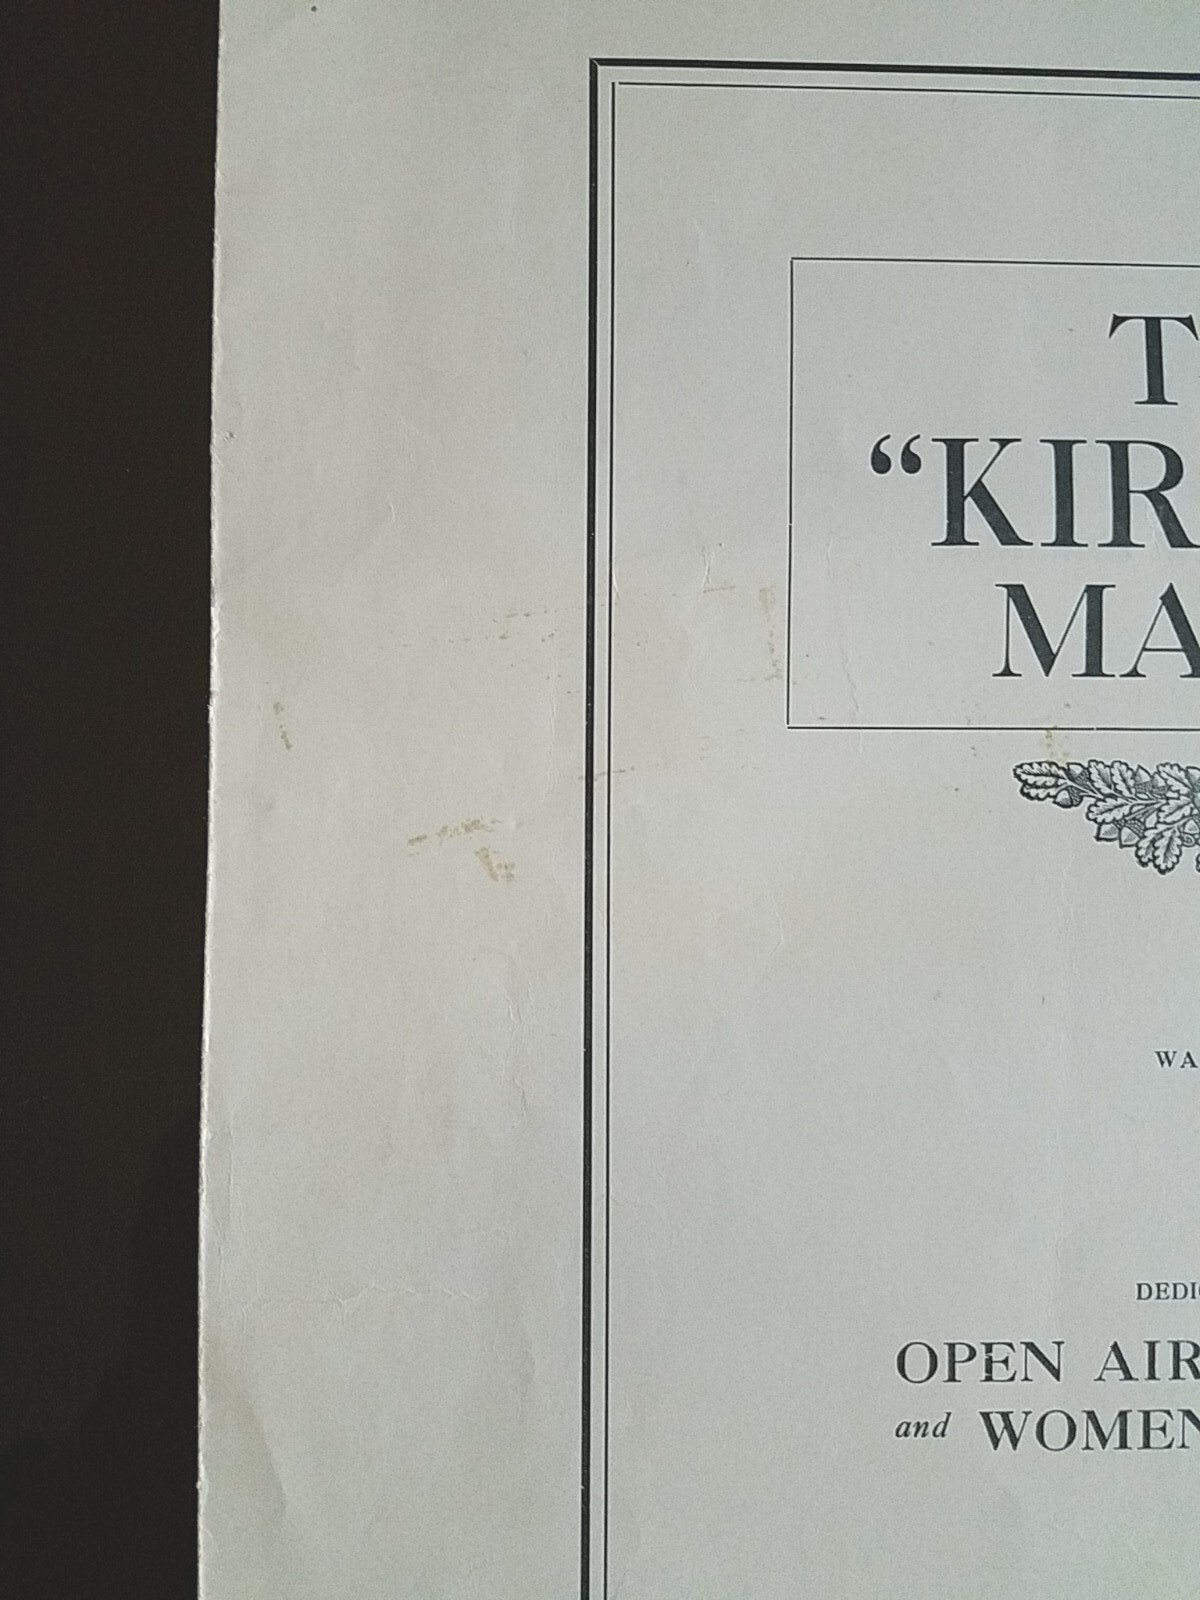 T
“KIR
MA
WA
DEDI
OPEN AIR
and WOMEN